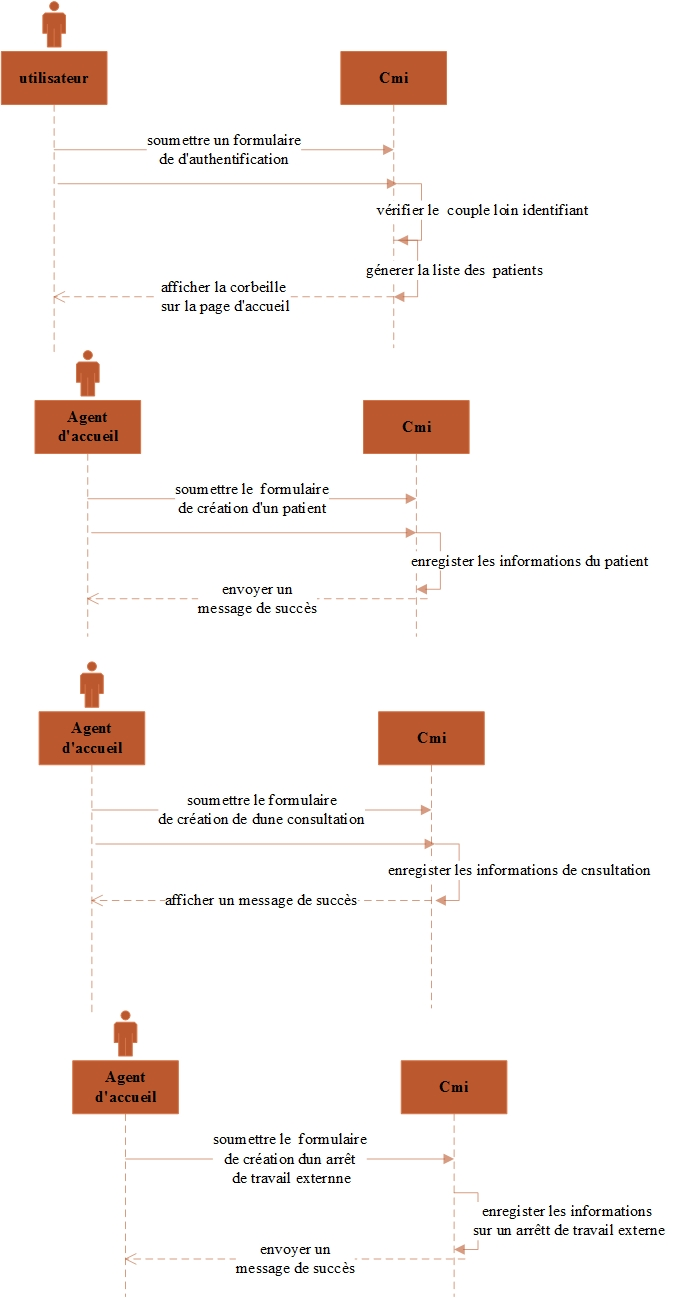 utilisateur
Cmi
soumettre un formulaire
de d'authentification
vérifier le couple loin identifiant
génerer la liste des patients
afficher la corbeille
sur la page d'accueil
Agent
d'accueil
Cmi
soumettre le formulaire
de création d'un patient
enregister les informations du patient
envoyer un
message de succès
Agent
d'accueil
Cmi
soumettre le formulaire
de création de dune consultation
enregister les informations de cnsultation
afficher un message de succès
Agent
d'accueil
Cmi
soumettre le formulaire
de création dun arrêt
de travail externne
enregister les informations
sur un arrêtt de travail externe
envoyer un
message de succès